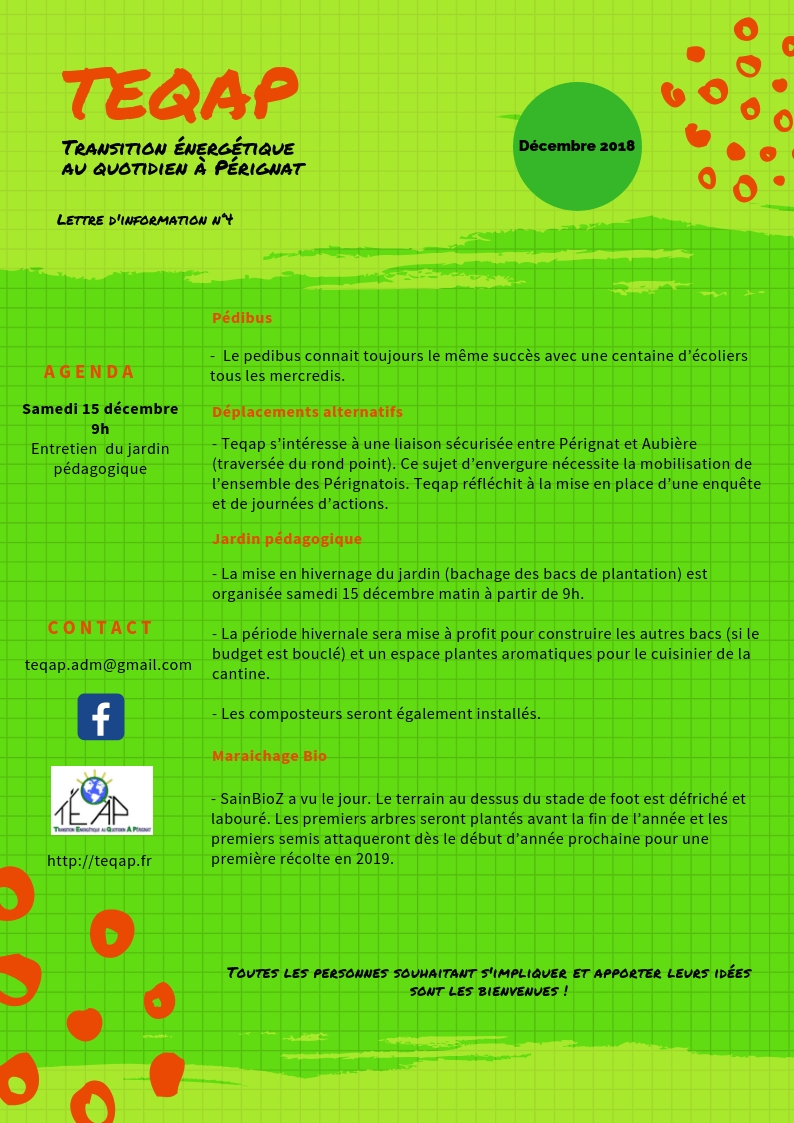 TEQAP
Transition énergétique
au quotidien à Pérignat
Lettre d'information n°4
Décembre 2018
AGENDA
Samedi 15 décembre
9h
Entretien  du jardin
pédagogique
CONTACT
teqap.adm@gmail.com
TÉAP
Transition Energétique au Quotidien A Pérignat
http://teqap.fr
Pédibus
-  Le pedibus connait toujours le même succès avec une centaine d’écoliers
tous les mercredis.
Déplacements alternatifs
- Teqap s’intéresse à une liaison sécurisée entre Pérignat et Aubière
(traversée du rond point). Ce sujet d’envergure nécessite la mobilisation de
l’ensemble des Pérignatois. Teqap réfléchit à la mise en place d’une enquête
et de journées d’actions.
Jardin pédagogique
- La mise en hivernage du jardin (bachage des bacs de plantation) est
organisée samedi 15 décembre matin à partir de 9h.
- La période hivernale sera mise à profit pour construire les autres bacs (si le
budget est bouclé) et un espace plantes aromatiques pour le cuisinier de la
cantine.
- Les composteurs seront également installés.
Maraichage Bio
- SainBioZ a vu le jour. Le terrain au dessus du stade de foot est défriché et
labouré. Les premiers arbres seront plantés avant la fin de l’année et les
premiers semis attaqueront dès le début d’année prochaine pour une
première récolte en 2019.
Toutes les personnes souhaitant s'impliquer et apporter leurs idées
sont les bienvenues !